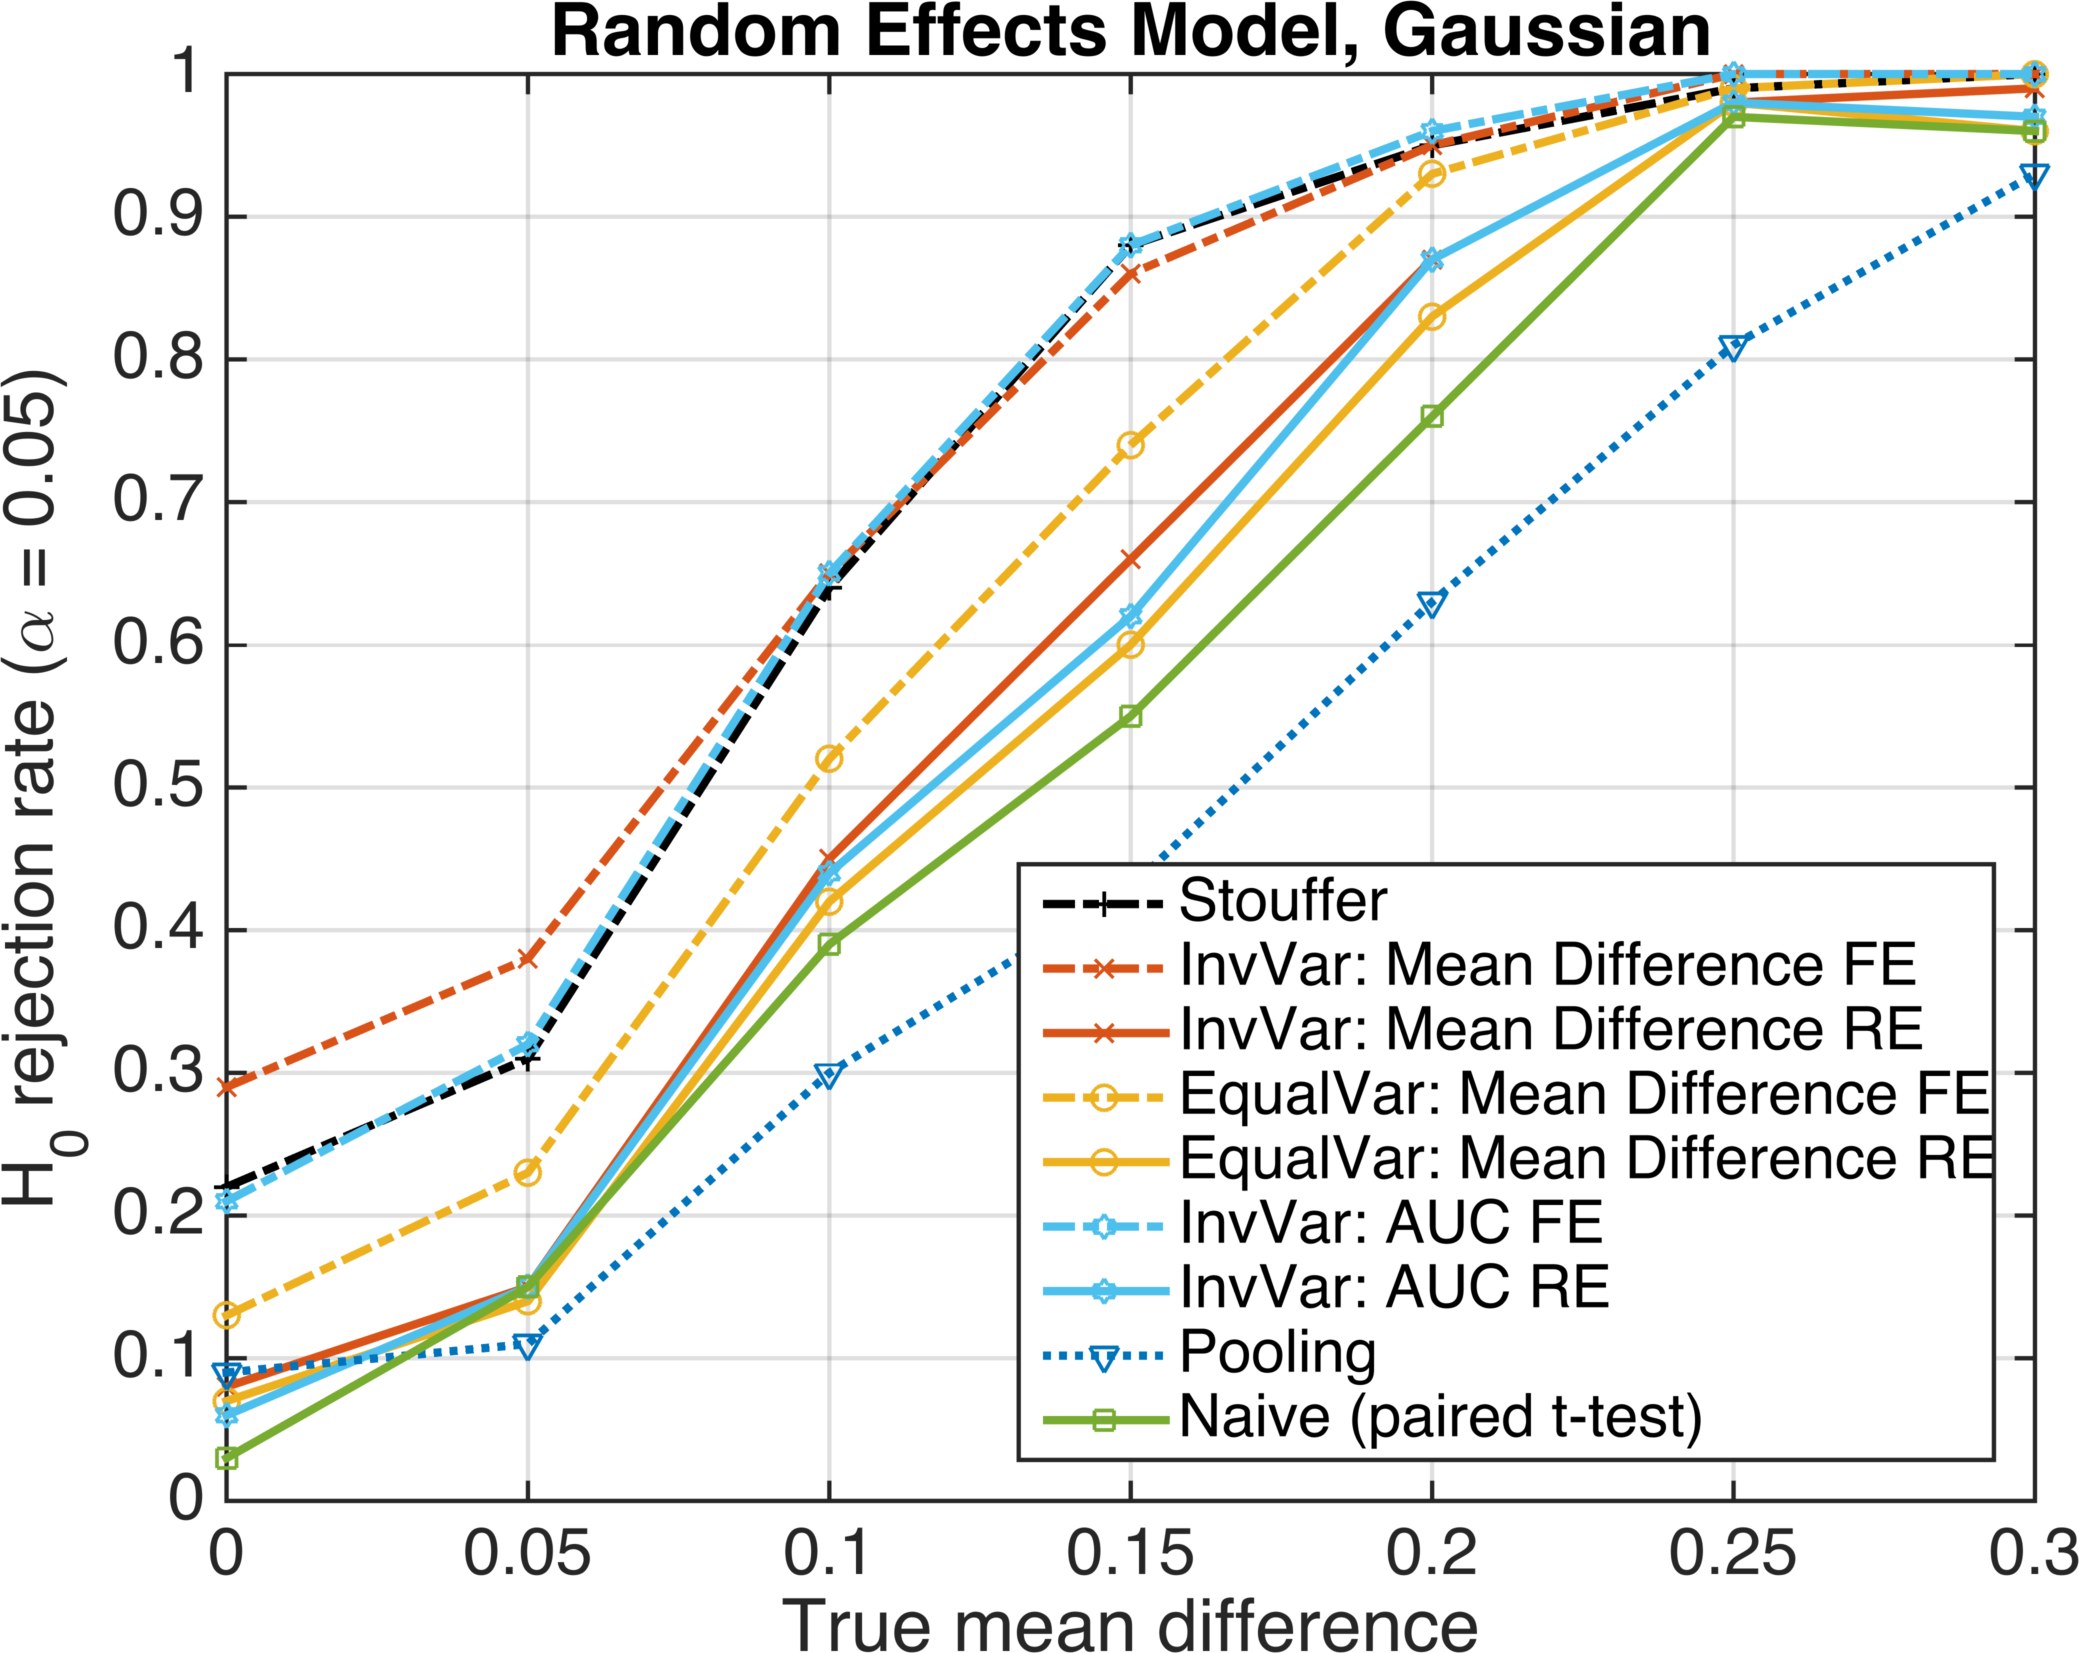 Random Effects Model, Gaussian
1
0.9
0.8
0.7
0.6
0.5
0.4
0.3
0.2
0.1
0
H0 rejection rate (α = 0.05)
Stouffer
InvVar: Mean Difference FE
InvVar: Mean Difference RE
EqualVar: Mean Difference FE
EqualVar: Mean Difference RE
InvVar: AUC FE
InvVar: AUC RE
Pooling
Naive (paired t-test)
0 0.05 0.1 0.15 0.2 0.25 0.3
True mean difference